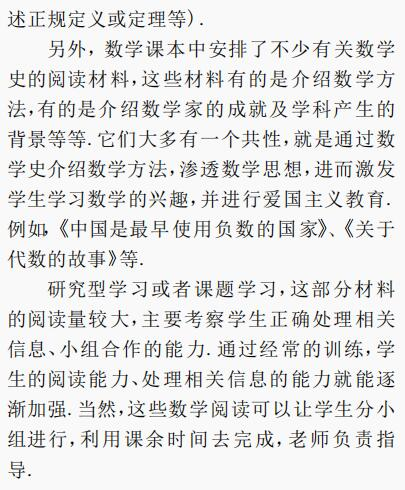 述正规定义或定理等).
另外, 数学课本中安排了不少有关数学
史的阅读材料,这些材料有的是介绍数学方
法,有的是介绍数学家的成就及学科产生的
背景等等. 它们大多有一个共性,就是通过数
学史介绍数学方法,渗透数学思想,进而激发
学生学习数学的兴趣,并进行爱国主义教育.
例如,《中国是最早使用负数的国家》、《关于
代数的故事》等.
研究型学习或者课题学习,这部分材料
的阅读量较大,主要考察学生正确处理相关
信息、小组合作的能力. 通过经常的训练,学
生的阅读能力、处理相关信息的能力就能逐
渐加强. 当然,这些数学阅读可以让学生分小
组进行,利用课余时间去完成,老师负责指
导.